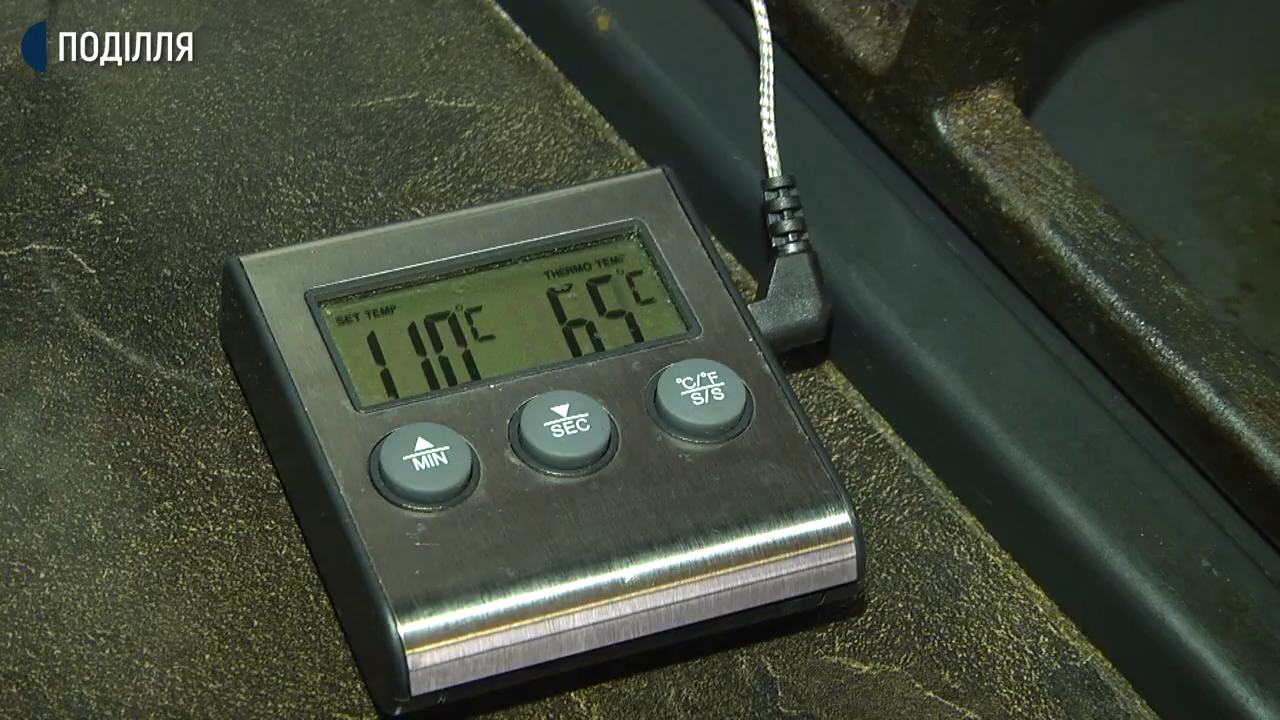 ПОДІЛЛЯ
SET TEMP
THERMO TEMP
110°C
65°C
▲
MIN
▼
SEC
°C/°F
S/S